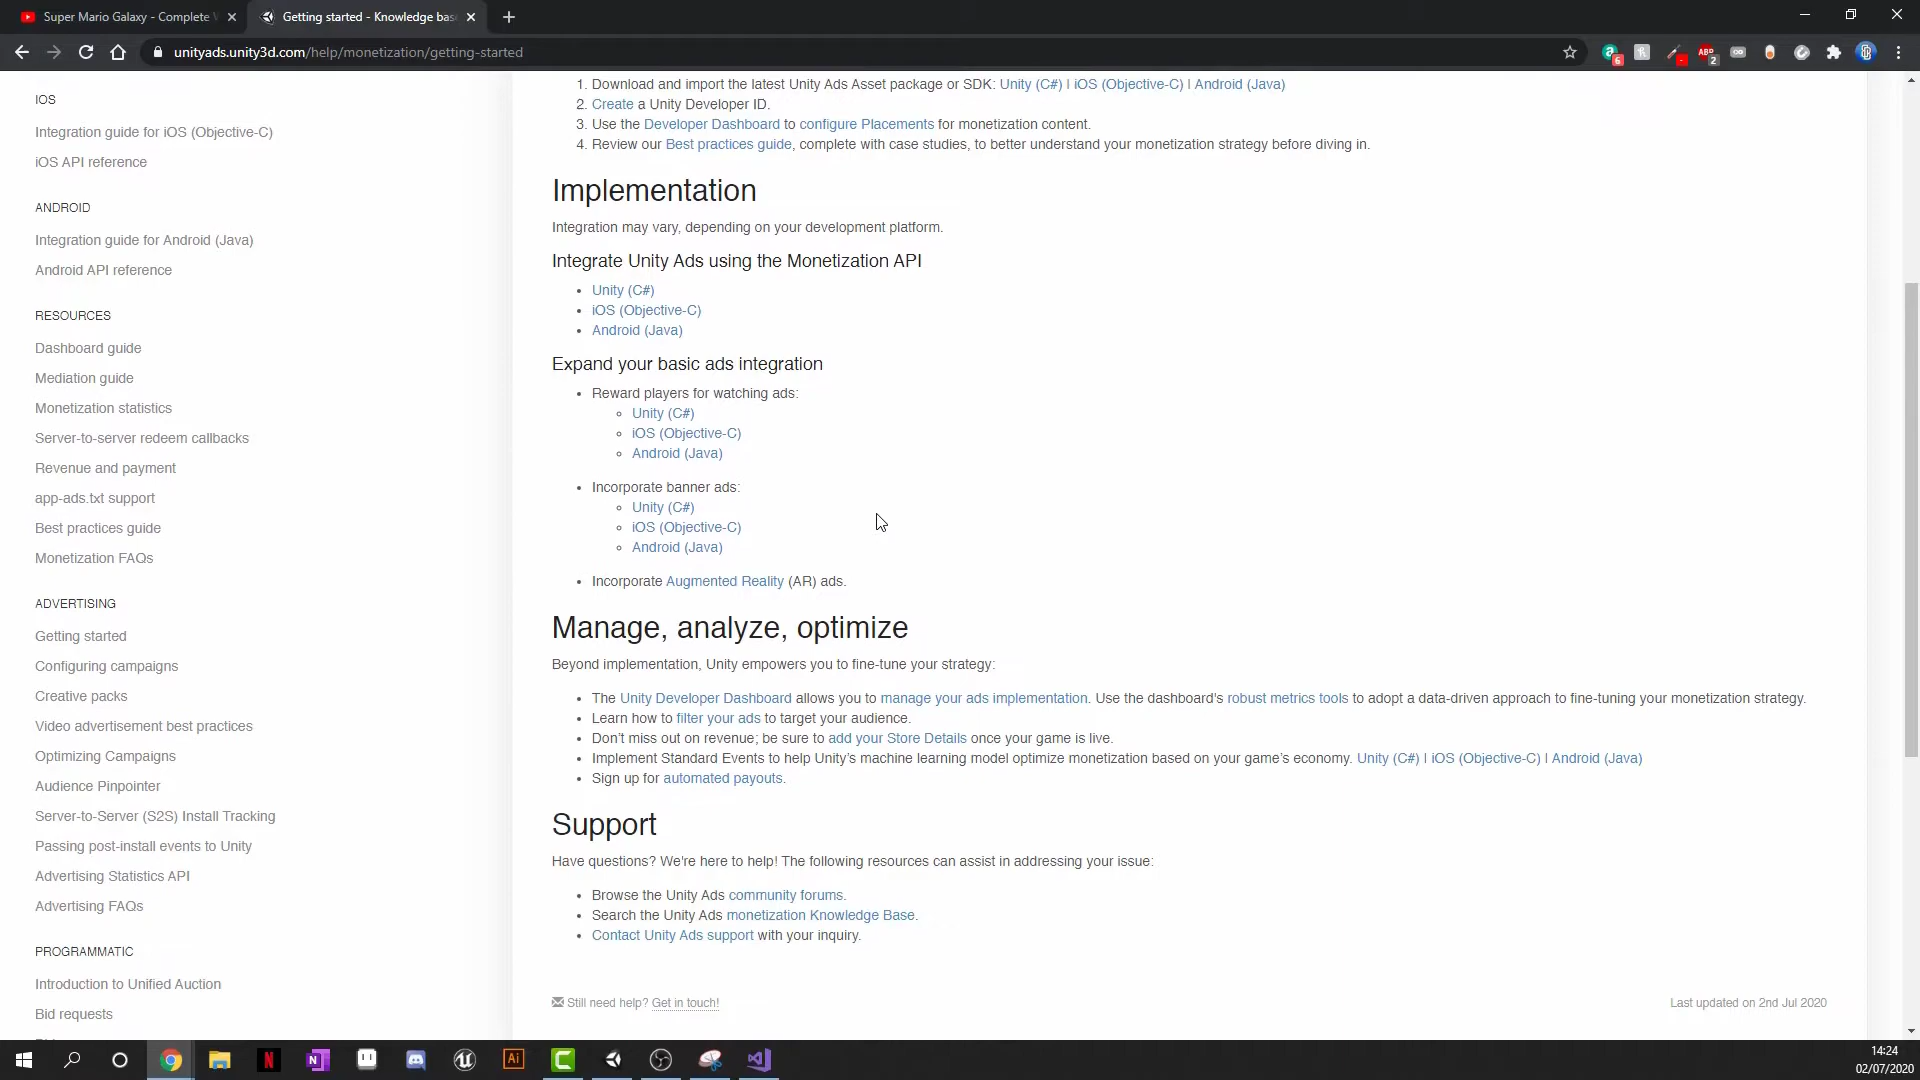 Super Mario Galaxy - Complete
Getting started - Knowledge bas
unityads.unity3d.com/help/monetization/getting-started
6
ABP
2
IOS
Integration guide for iOS (Objective-C)
iOS API reference
ANDROID
Integration guide for Android (Java)
Android API reference
RESOURCES
Dashboard guide
Mediation guide
Monetization statistics
Server-to-server redeem callbacks
Revenue and payment
app-ads.txt support
Best practices guide
Monetization FAQs
ADVERTISING
Getting started
Configuring campaigns
Creative packs
Video advertisement best practices
Optimizing Campaigns
Audience Pinpointer
Server-to-Server (S2S) Install Tracking
Passing post-install events to Unity
Advertising Statistics API
Advertising FAQs
PROGRAMMATIC
Introduction to Unified Auction
Bid requests
1. Download and import the latest Unity Ads Asset package or SDK: Unity (C#) | iOS (Objective-C) | Android (Java)
2. Create a Unity Developer ID.
3. Use the Developer Dashboard to configure Placements for monetization content.
4. Review our Best practices guide, complete with case studies, to better understand your monetization strategy before diving in.
Implementation
Integration may vary, depending on your development platform.
Integrate Unity Ads using the Monetization API
• Unity (C#)
• iOS (Objective-C)
• Android (Java)
Expand your basic ads integration
• Reward players for watching ads:
◦ Unity (C#)
◦ iOS (Objective-C)
◦ Android (Java)
• Incorporate banner ads:
◦ Unity (C#)
◦ iOS (Objective-C)
◦ Android (Java)
• Incorporate Augmented Reality (AR) ads.
Manage, analyze, optimize
Beyond implementation, Unity empowers you to fine-tune your strategy:
• The Unity Developer Dashboard allows you to manage your ads implementation. Use the dashboard's robust metrics tools to adopt a data-driven approach to fine-tuning your monetization strategy.
• Learn how to filter your ads to target your audience.
• Don't miss out on revenue; be sure to add your Store Details once your game is live.
• Implement Standard Events to help Unity's machine learning model optimize monetization based on your game's economy. Unity (C#) | iOS (Objective-C) | Android (Java)
• Sign up for automated payouts.
Support
Have questions? We're here to help! The following resources can assist in addressing your issue:
• Browse the Unity Ads community forums.
• Search the Unity Ads monetization Knowledge Base.
• Contact Unity Ads support with your inquiry.
Still need help? Get in touch!
Last updated on 2nd Jul 2020
N
N
Ai
14:24
02/07/2020